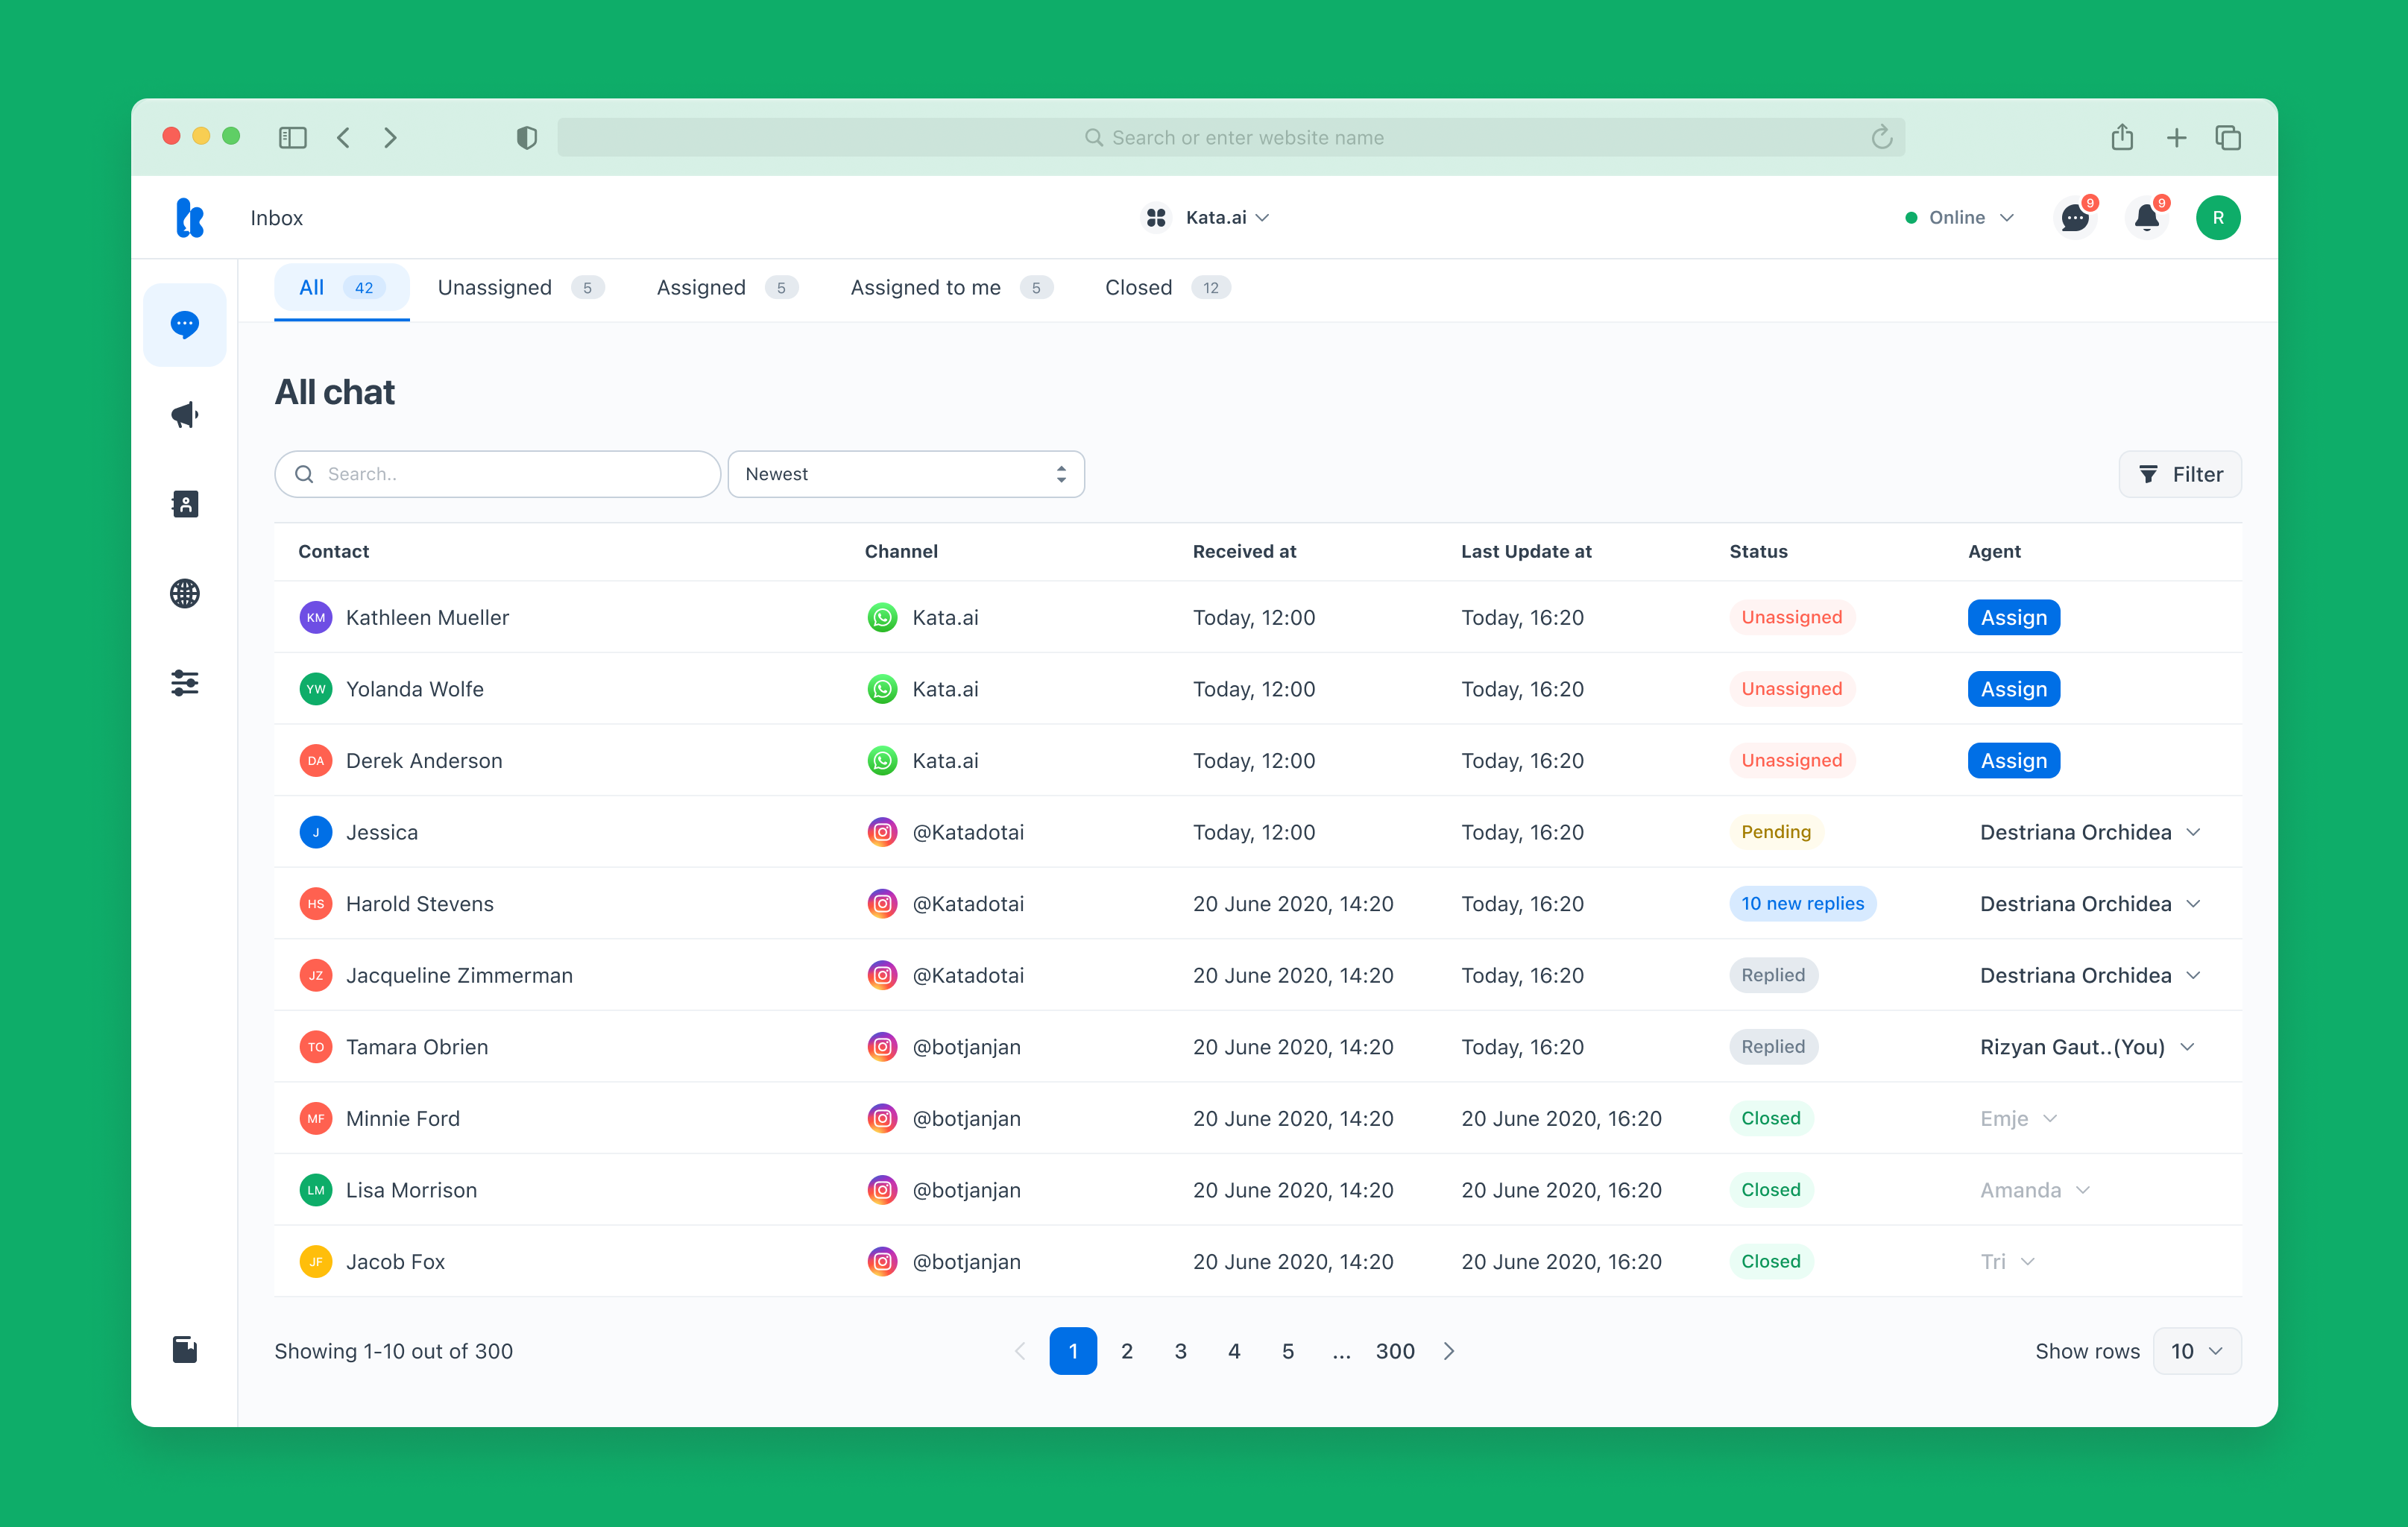 Search or enter website name
Inbox
Kata.ai
Online
9
9
R
All 42
Unassigned 5
Assigned 5
Assigned to me 5
Closed 12
All chat
Search..
Newest
Filter
Contact Channel Received at Last Update at Status Agent
KM Kathleen Mueller Kata.ai Today, 12:00 Today, 16:20 Unassigned Assign
YW Yolanda Wolfe Kata.ai Today, 12:00 Today, 16:20 Unassigned Assign
DA Derek Anderson Kata.ai Today, 12:00 Today, 16:20 Unassigned Assign
J Jessica @Katadotai Today, 12:00 Today, 16:20 Pending Destriana Orchidea
HS Harold Stevens @Katadotai 20 June 2020, 14:20 Today, 16:20 10 new replies Destriana Orchidea
JZ Jacqueline Zimmerman @Katadotai 20 June 2020, 14:20 Today, 16:20 Replied Destriana Orchidea
TO Tamara Obrien @botjanjan 20 June 2020, 14:20 Today, 16:20 Replied Rizyan Gaut..(You)
MF Minnie Ford @botjanjan 20 June 2020, 14:20 20 June 2020, 16:20 Closed Emje
LM Lisa Morrison @botjanjan 20 June 2020, 14:20 20 June 2020, 16:20 Closed Amanda
JF Jacob Fox @botjanjan 20 June 2020, 14:20 20 June 2020, 16:20 Closed Tri
Showing 1-10 out of 300
1 2 3 4 5 ... 300
Show rows 10